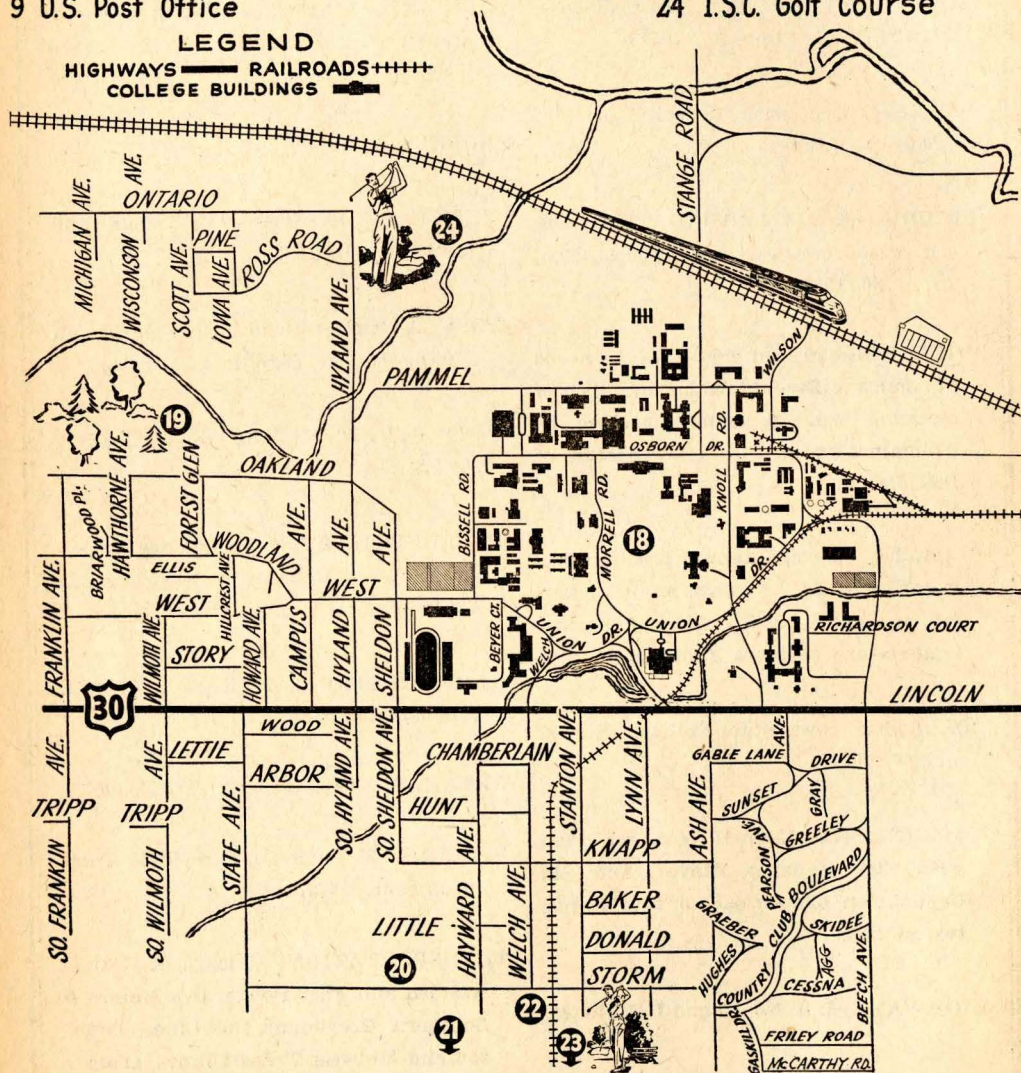 9 U.S. Post Office
24 I.S.C. Golf Course
LEGEND
HIGHWAYS RAILROADS
COLLEGE BUILDINGS
STANGE ROAD
MICHIGAN AVE.
WISCONSON AVE.
ONTARIO
SCOTT AVE.
PINE
IOWA AVE.
ROSS ROAD
HYLAND AVE.
24
WILSON
PAMMEL
19
OSBORN DR.
KNOLL RD.
OAKLAND
BISSELL RD.
MORRELL RD.
18
BRIARWOOD PL.
HAWTHORNE AVE.
FOREST GLEN
WOODLAND
ELLIS
HILLCREST AVE.
WEST
WEST
FRANKLIN AVE.
WILMOTH AVE.
STORY
HOWARD AVE.
CAMPUS AVE.
HYLAND AVE.
SHELDON AVE.
BEYER CT.
WELCH
UNION DR.
UNION DR.
RICHARDSON COURT
30
LINCOLN
WOOD
LETTIE
ARBOR
CHAMBERLAIN
HUNT
TRIPP
TRIPP
SO. FRANKLIN AVE.
SO. WILMOTH AVE.
STATE AVE.
SO. HYLAND AVE.
SO. SHELDON AVE.
STANTON AVE.
LYNN AVE.
ASH AVE.
GABLE LANE
AVE.
DRIVE
SUNSET
GRAY
GREELEY
PEARSON AVE.
KNAPP
BAKER
DONALD
STORM
LITTLE
HAYWARD AVE.
WELCH AVE.
GRAEBER
HUGHES
COUNTRY CLUB BOULEVARD
SKIDEE
AGG
CESSNA
BEECH AVE.
GASKILL DR.
FRILEY ROAD
McCARTHY RD.
20
21
22
23